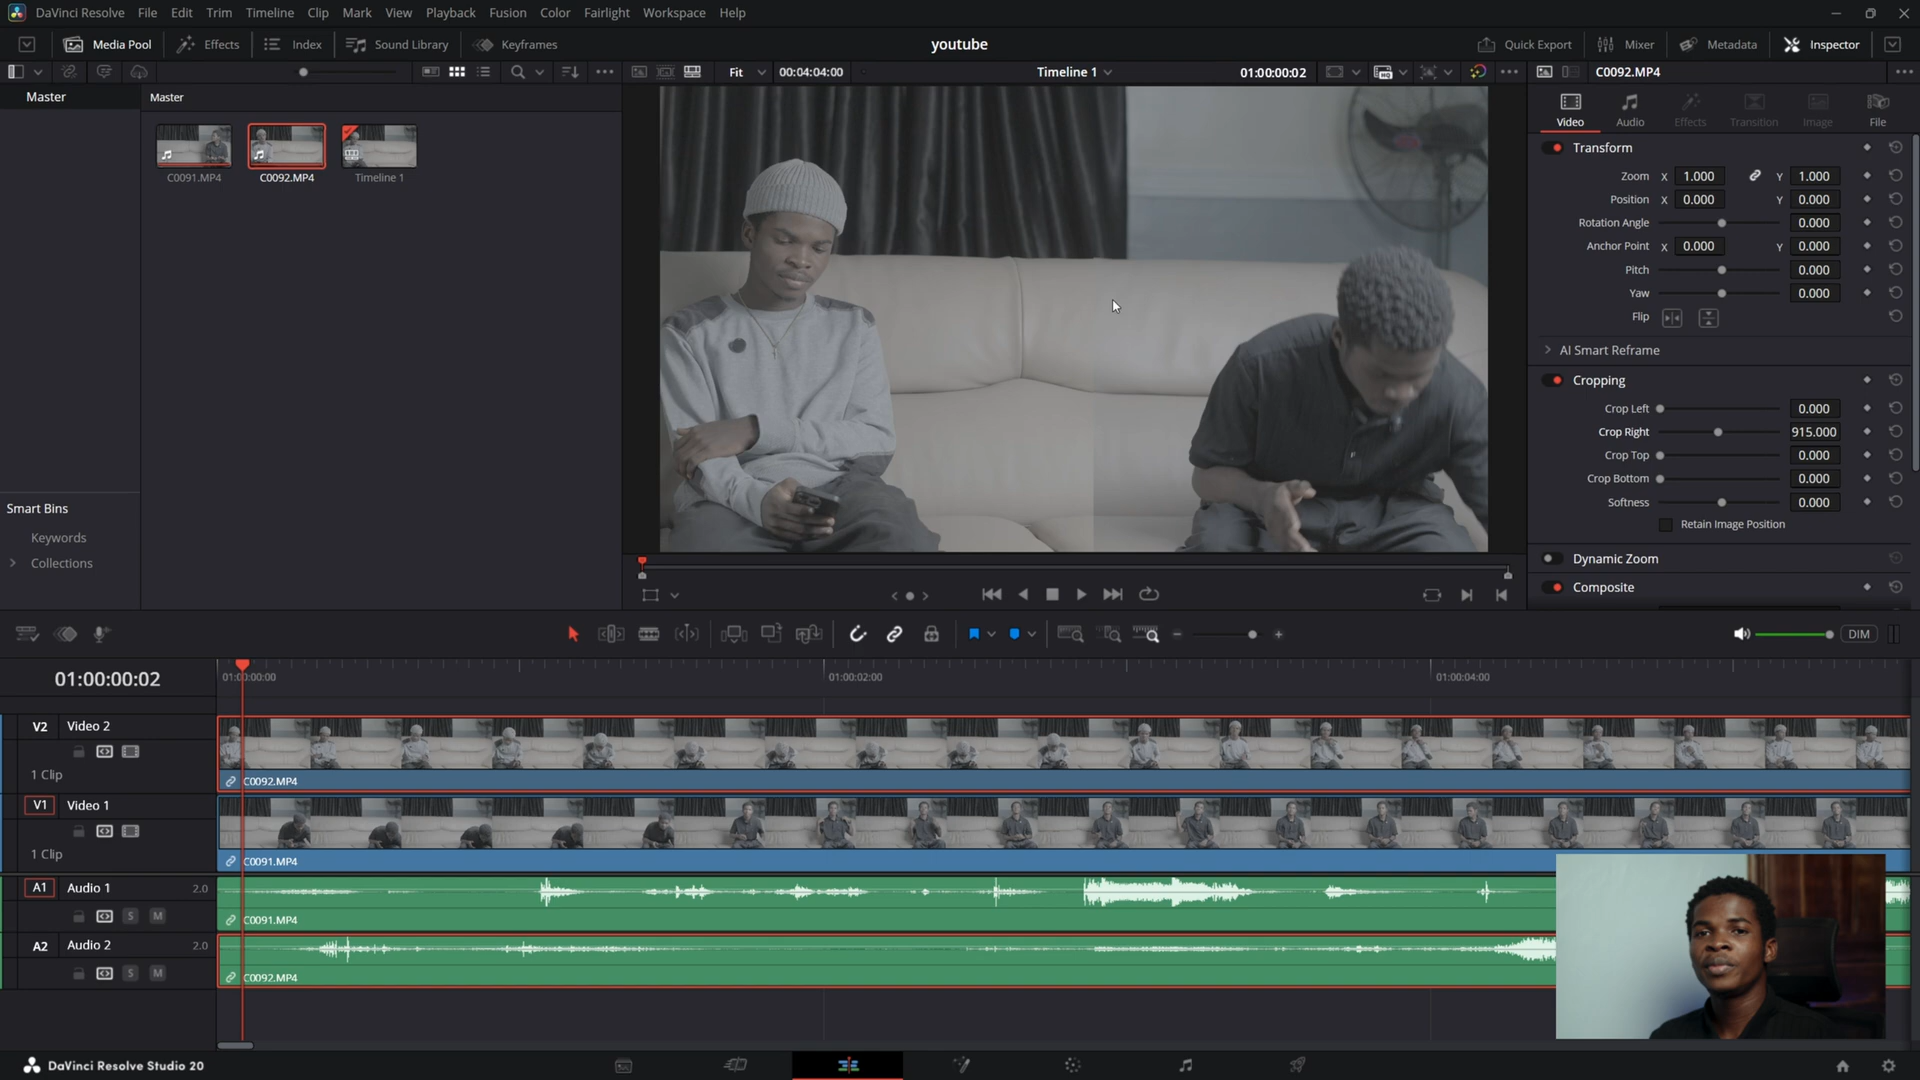 DaVinci Resolve File Edit Trim Timeline Clip Mark View Playback Fusion Color Fairlight Workspace Help
Media Pool Effects Index Sound Library Keyframes youtube Quick Export Mixer Metadata Inspector
Fit 00:04:04:00 Timeline 1 01:00:00:02 C0092.MP4
Master Master
C0091.MP4 C0092.MP4 Timeline 1
Smart Bins
Keywords
Collections
Video Audio Effects Transition Image File
Transform
Zoom X 1.000 Y 1.000
Position X 0.000 Y 0.000
Rotation Angle 0.000
Anchor Point X 0.000 Y 0.000
Pitch 0.000
Yaw 0.000
Flip
AI Smart Reframe
Cropping
Crop Left 0.000
Crop Right 915.000
Crop Top 0.000
Crop Bottom 0.000
Softness 0.000
Retain Image Position
Dynamic Zoom
Composite
DIM
01:00:00:02 01:00:00:00 01:00:02:00 01:00:04:00
V2 Video 2
1 Clip
C0092.MP4
V1 Video 1
1 Clip
C0091.MP4
A1 Audio 1 2.0
S M
C0091.MP4
A2 Audio 2 2.0
S M
C0092.MP4
DaVinci Resolve Studio 20